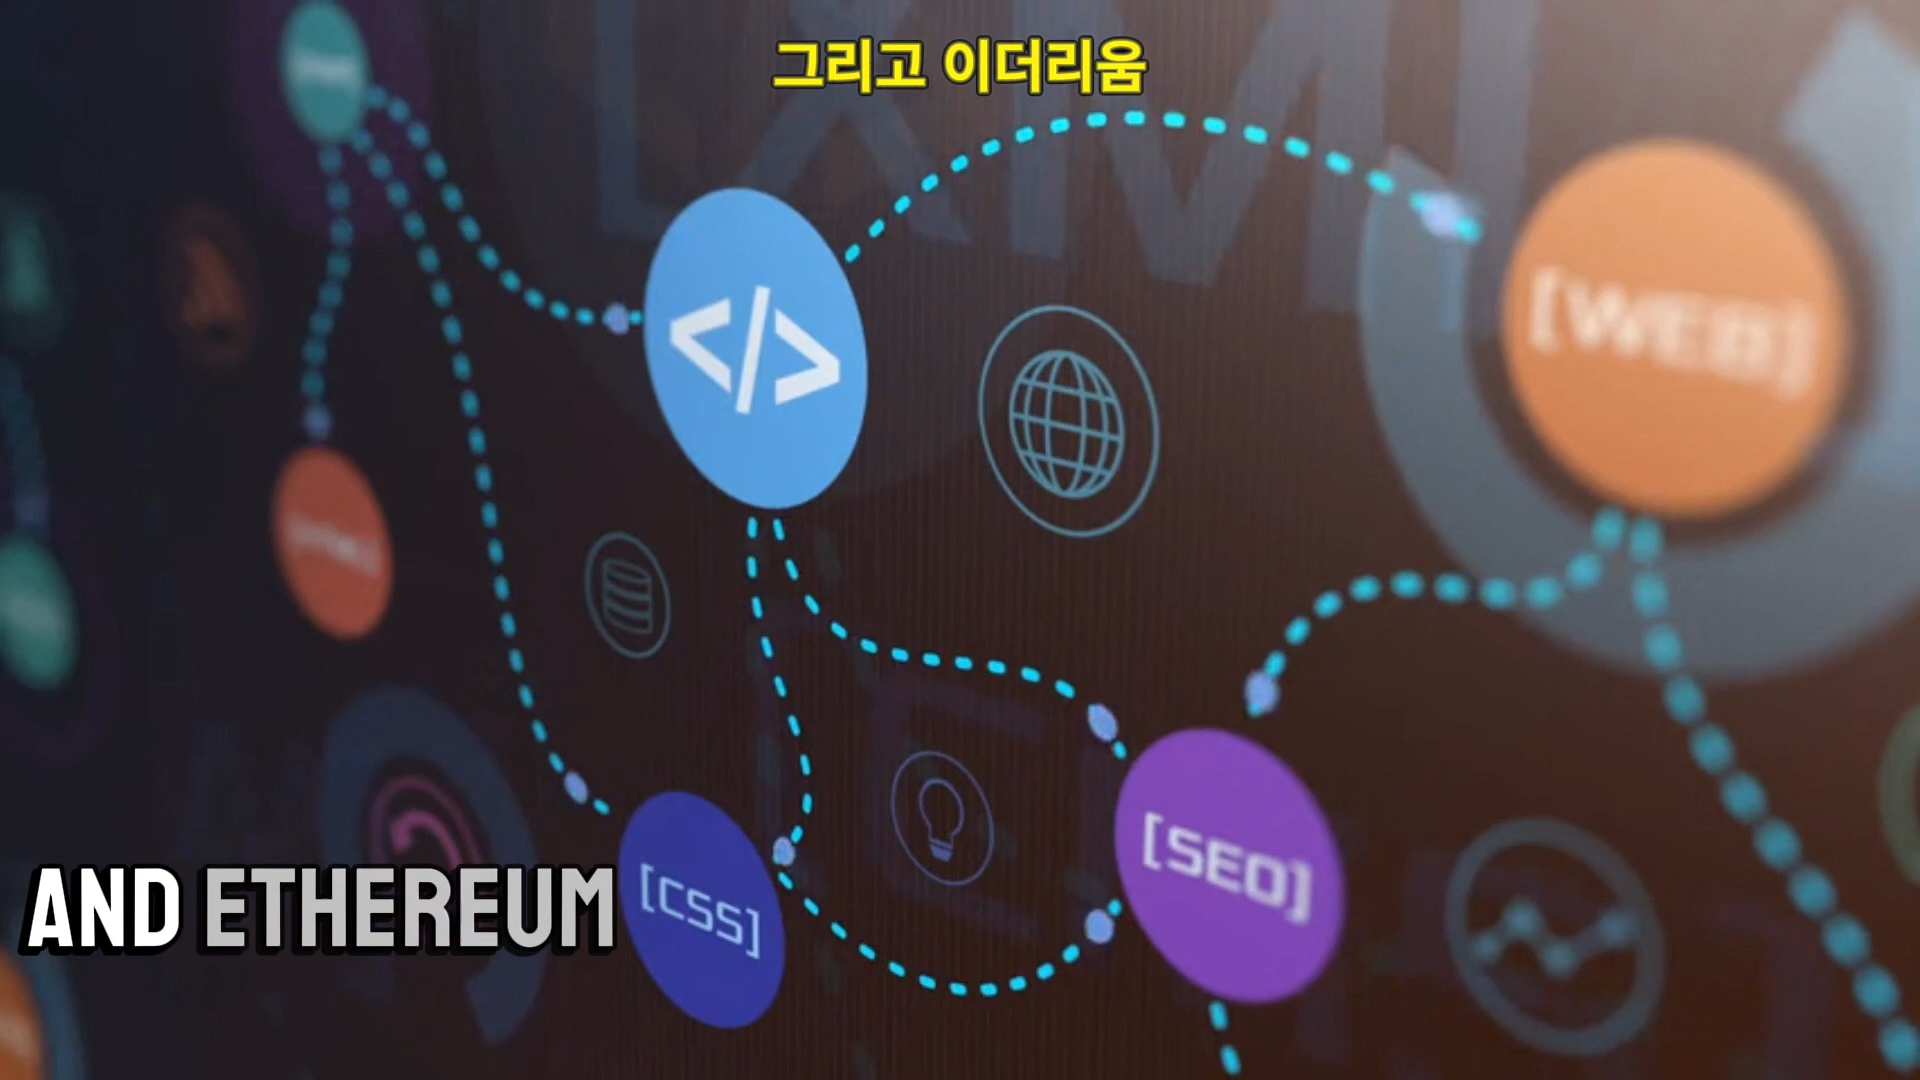 그리고 이더리움
</>
[WEB]
[SEO]
[CSS]
AND ETHEREUM